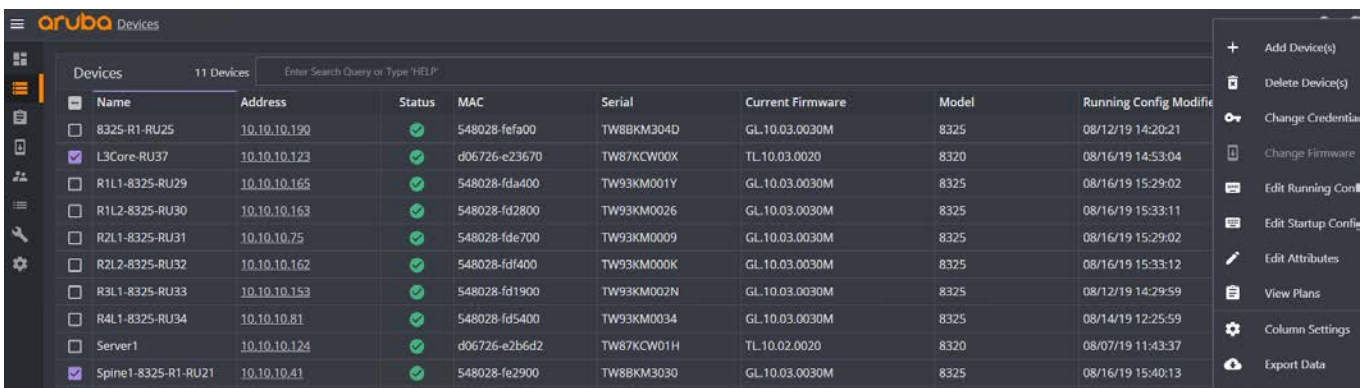 aruba Devices
Devices 11 Devices Enter Search Query or Type 'HELP'
Name Address Status MAC Serial Current Firmware Model Running Config Modifie
8325-R1-RU25 10.10.10.190 548028-fefa00 TW8BKM304D GL.10.03.0030M 8325 08/12/19 14:20:21
L3Core-RU37 10.10.10.123 d06726-e23670 TW87KCW00X TL.10.03.0020 8320 08/16/19 14:53:04
R1L1-8325-RU29 10.10.10.165 548028-fda400 TW93KM001Y GL.10.03.0030M 8325 08/16/19 15:29:02
R1L2-8325-RU30 10.10.10.163 548028-fd2800 TW93KM0026 GL.10.03.0030M 8325 08/16/19 15:33:11
R2L1-8325-RU31 10.10.10.75 548028-fde700 TW93KM0009 GL.10.03.0030M 8325 08/16/19 15:29:02
R2L2-8325-RU32 10.10.10.162 548028-fdf400 TW93KM000K GL.10.03.0030M 8325 08/16/19 15:33:12
R3L1-8325-RU33 10.10.10.153 548028-fd1900 TW93KM002N GL.10.03.0030M 8325 08/12/19 14:29:59
R4L1-8325-RU34 10.10.10.81 548028-fd5400 TW93KM0034 GL.10.03.0030M 8325 08/14/19 12:25:59
Server1 10.10.10.124 d06726-e2b6d2 TW87KCW01H TL.10.02.0020 8320 08/07/19 11:43:37
Spine1-8325-R1-RU21 10.10.10.41 548028-fe2900 TW8BKM3030 GL.10.03.0030M 8325 08/16/19 15:40:13
Add Device(s)
Delete Device(s)
Change Credentia
Change Firmware
Edit Running Conf
Edit Startup Config
Edit Attributes
View Plans
Column Settings
Export Data